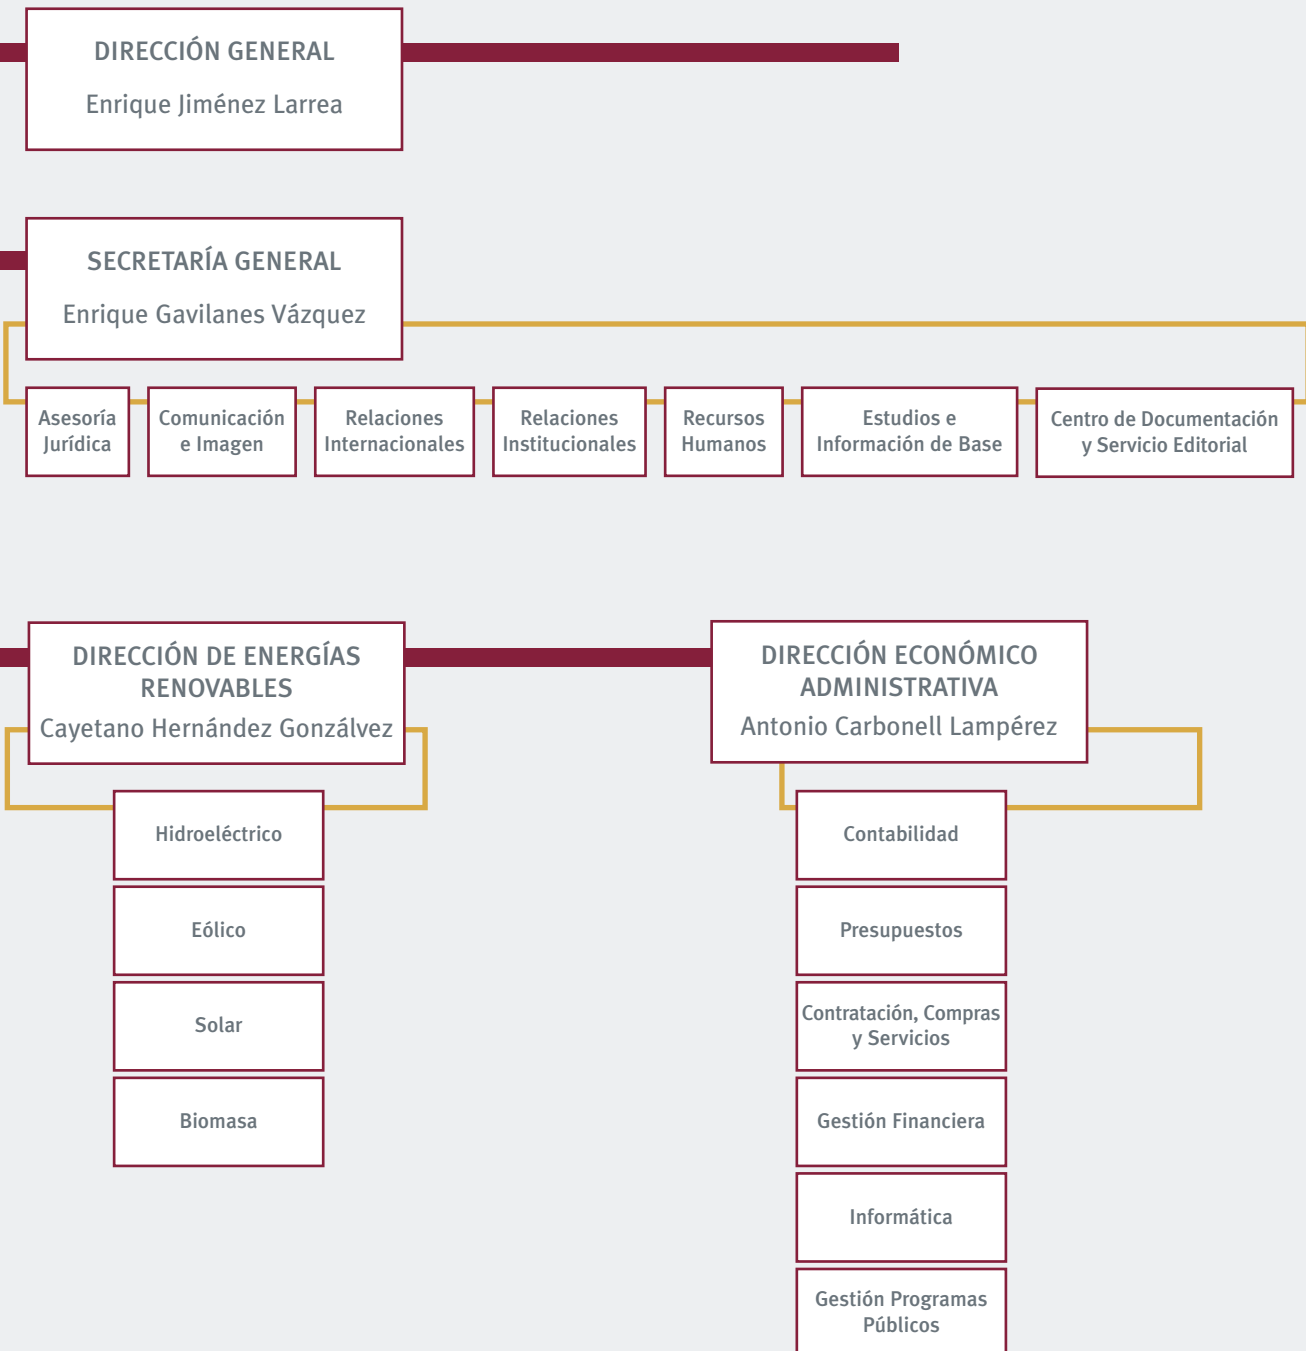 DIRECCIÓN GENERAL
Enrique Jiménez Larrea
SECRETARÍA GENERAL
Enrique Gavilanes Vázquez
Asesoría
Jurídica
Comunicación
e Imagen
Relaciones
Internacionales
Relaciones
Institucionales
Recursos
Humanos
Estudios e
Información de Base
Centro de Documentación
y Servicio Editorial
DIRECCIÓN DE ENERGÍAS
RENOVABLES
Cayetano Hernández Gonzálvez
Hidroeléctrico
Eólico
Solar
Biomasa
DIRECCIÓN ECONÓMICO
ADMINISTRATIVA
Antonio Carbonell Lampérez
Contabilidad
Presupuestos
Contratación, Compras
y Servicios
Gestión Financiera
Informática
Gestión Programas
Públicos